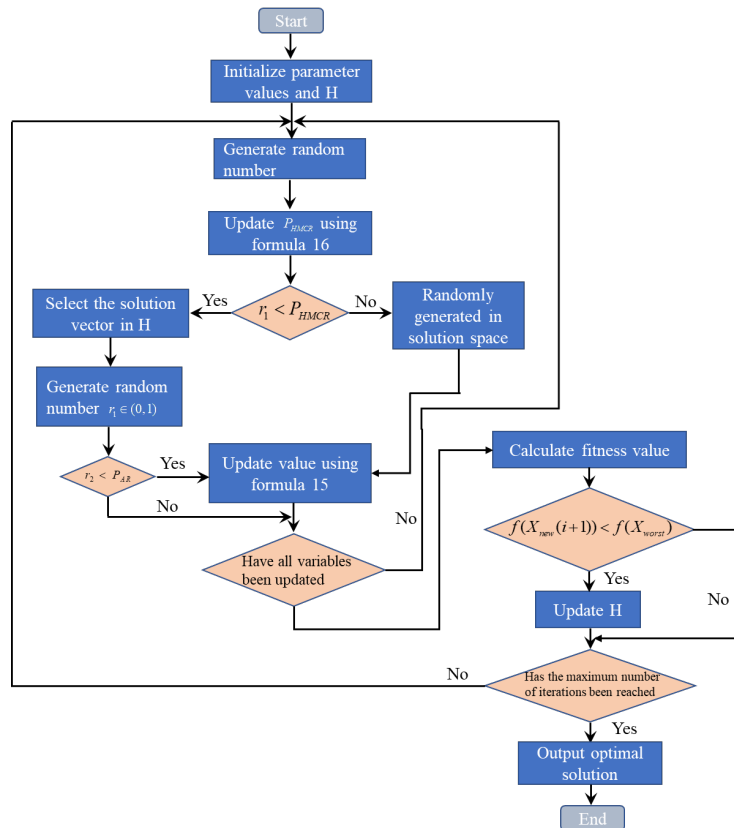 Start
Initialize parameter
values and H
Generate random
number
Update P_HMCR using
formula 16
Select the solution
vector in H
Yes
r₁ < P_HMCR
No
Randomly
generated in
solution space
Generate random
number r₁ ∈ (0,1)
r₂ < P_AR
Yes
Update value using
formula 15
Calculate fitness value
No
No
f(X_new(i+1)) < f(X_worst)
Have all variables
been updated
Yes
Update H
No
No
Has the maximum number
of iterations been reached
Yes
Output optimal
solution
End